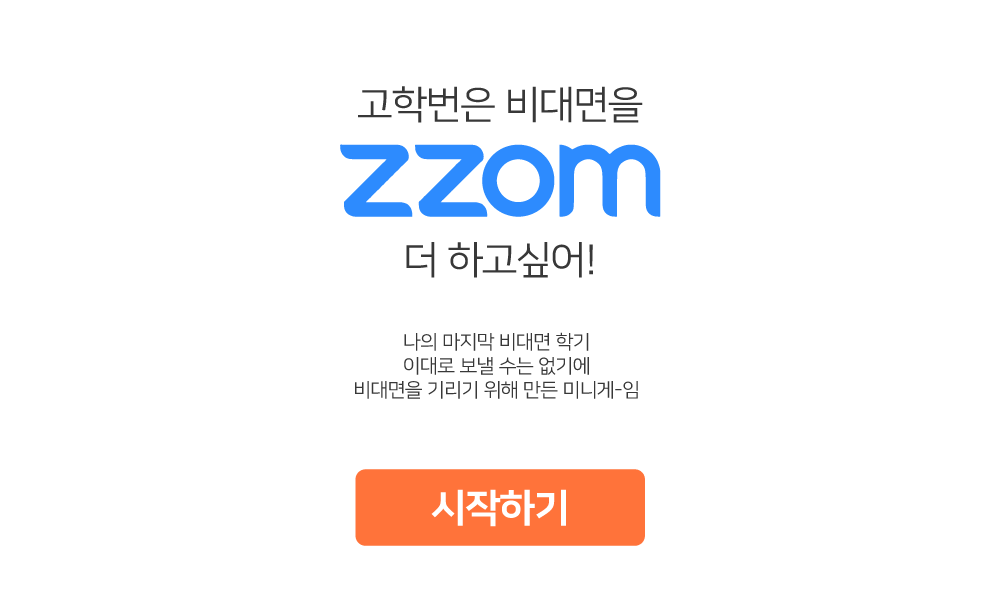 고학번은 비대면을
zzom
더 하고싶어!
나의 마지막 비대면 학기
이대로 보낼 수는 없기에
비대면을 기리기 위해 만든 미니게-임
시작하기